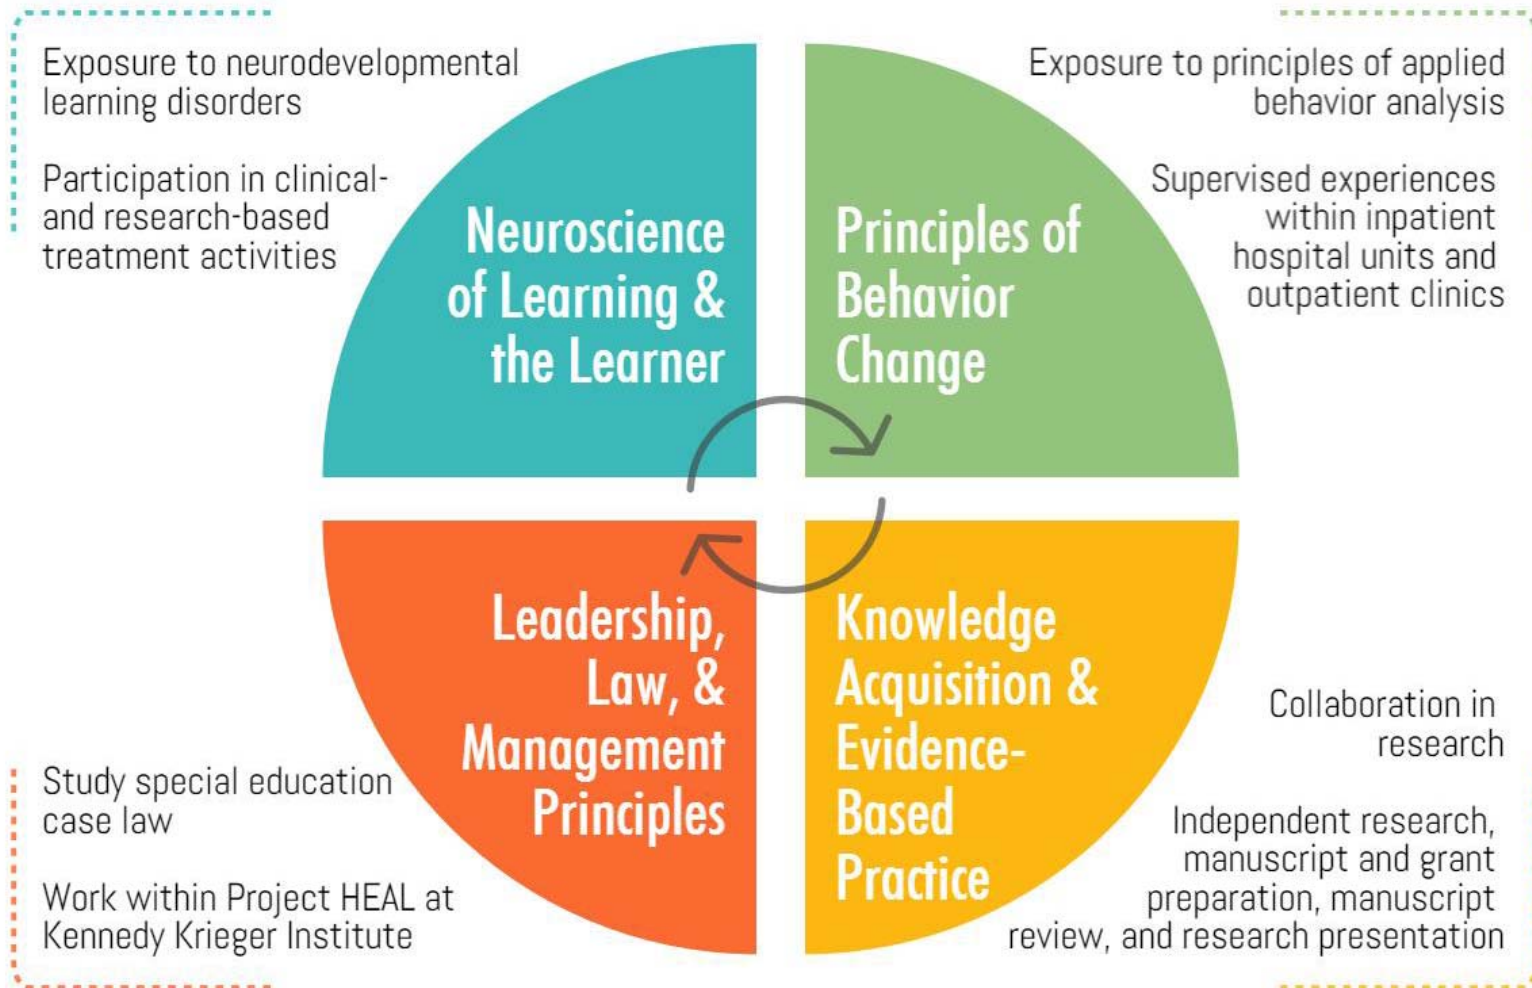 Exposure to neurodevelopmental
learning disorders
Participation in clinical-
and research-based
treatment activities
Neuroscience
of Learning &
the Learner
Exposure to principles of applied
behavior analysis
Supervised experiences
within inpatient
hospital units and
outpatient clinics
Principles of
Behavior
Change
Leadership,
Law, &
Management
Principles
Study special education
case law
Work within Project HEAL at
Kennedy Krieger Institute
Knowledge
Acquisition &
Evidence-
Based
Practice
Collaboration in
research
Independent research,
manuscript and grant
preparation, manuscript
review, and research presentation